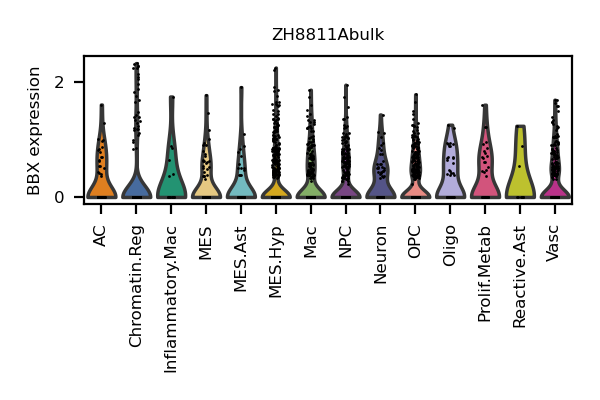 ZH8811Abulk
BBX expression
2
0
AC
Chromatin.Reg
Inflammatory.Mac
MES
MES.Ast
MES.Hyp
Mac
NPC
Neuron
OPC
Oligo
Prolif.Metab
Reactive.Ast
Vasc